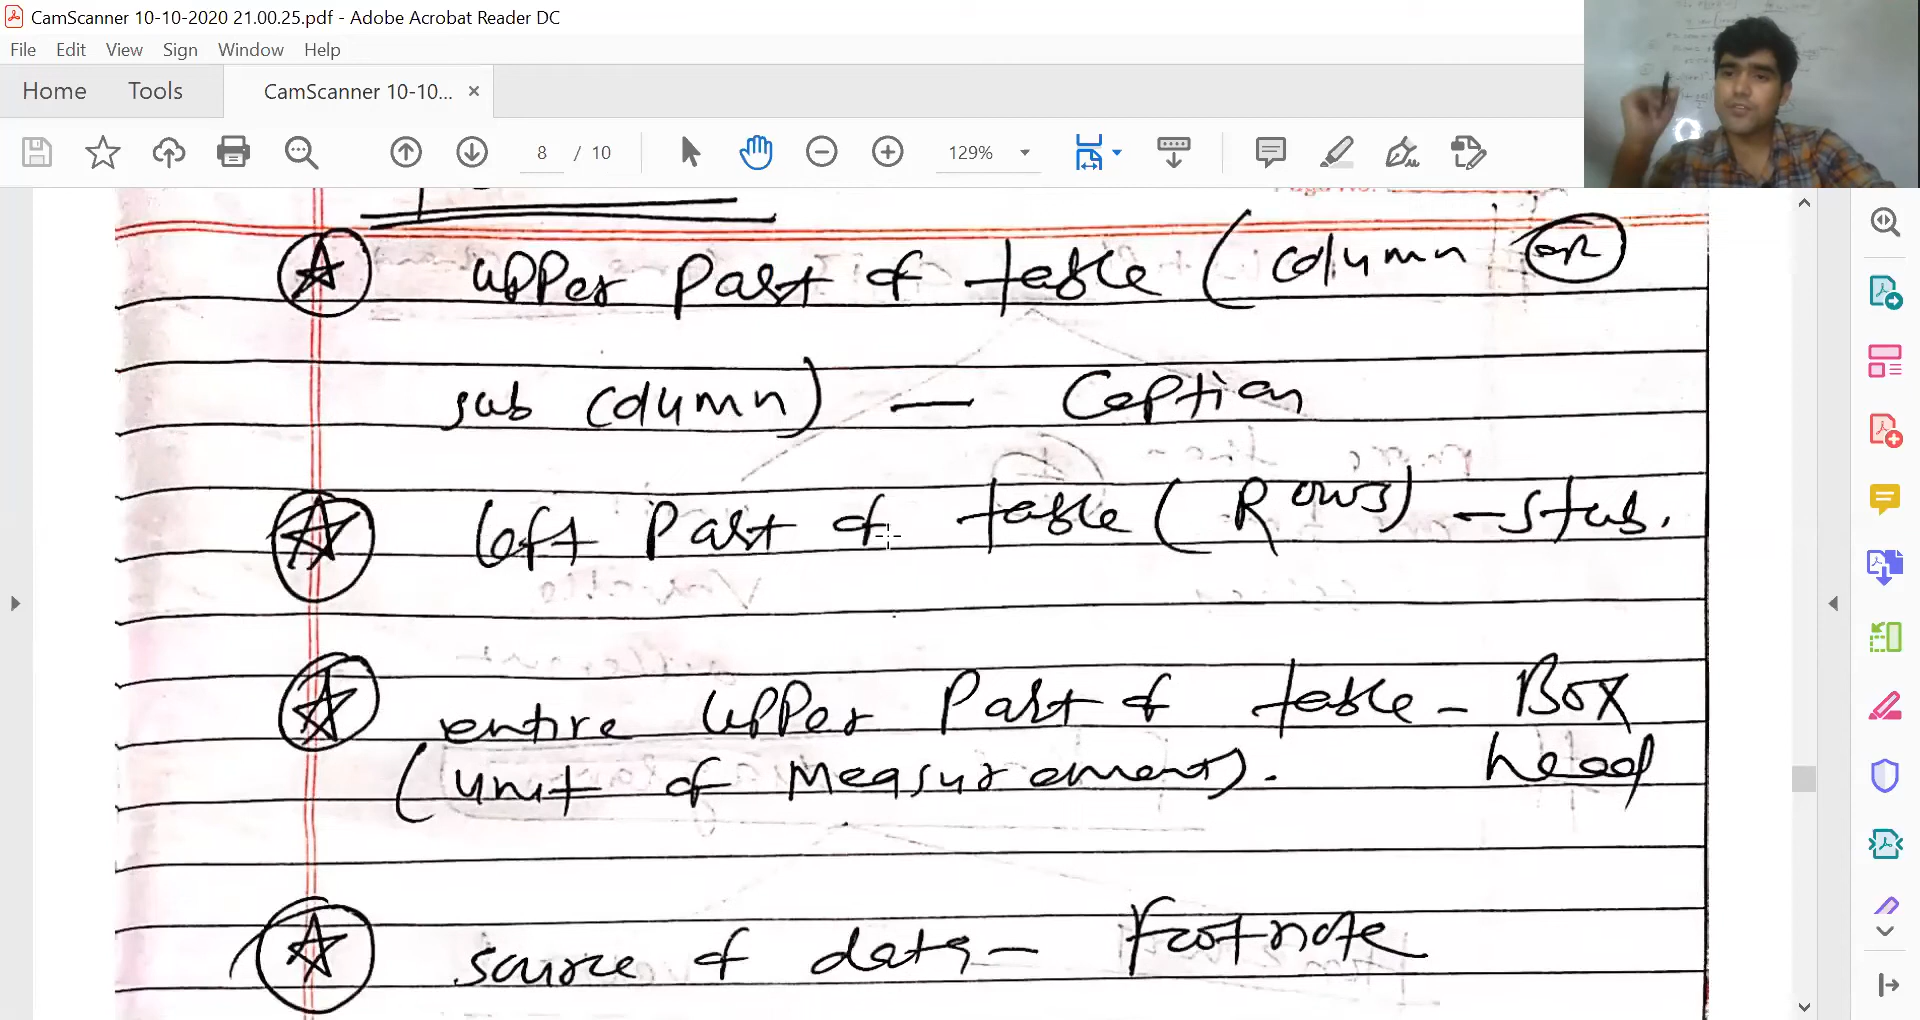 CamScanner 10-10-2020 21.00.25.pdf - Adobe Acrobat Reader DC
File Edit View Sign Window Help
Home Tools CamScanner 10-10... ×
8 / 10 129%
upper part of table (column or
sub column) — Caption
left part of table (Rows) - stub.
entire upper part of table - Box
(unit of measurement). head
source of data - Footnote